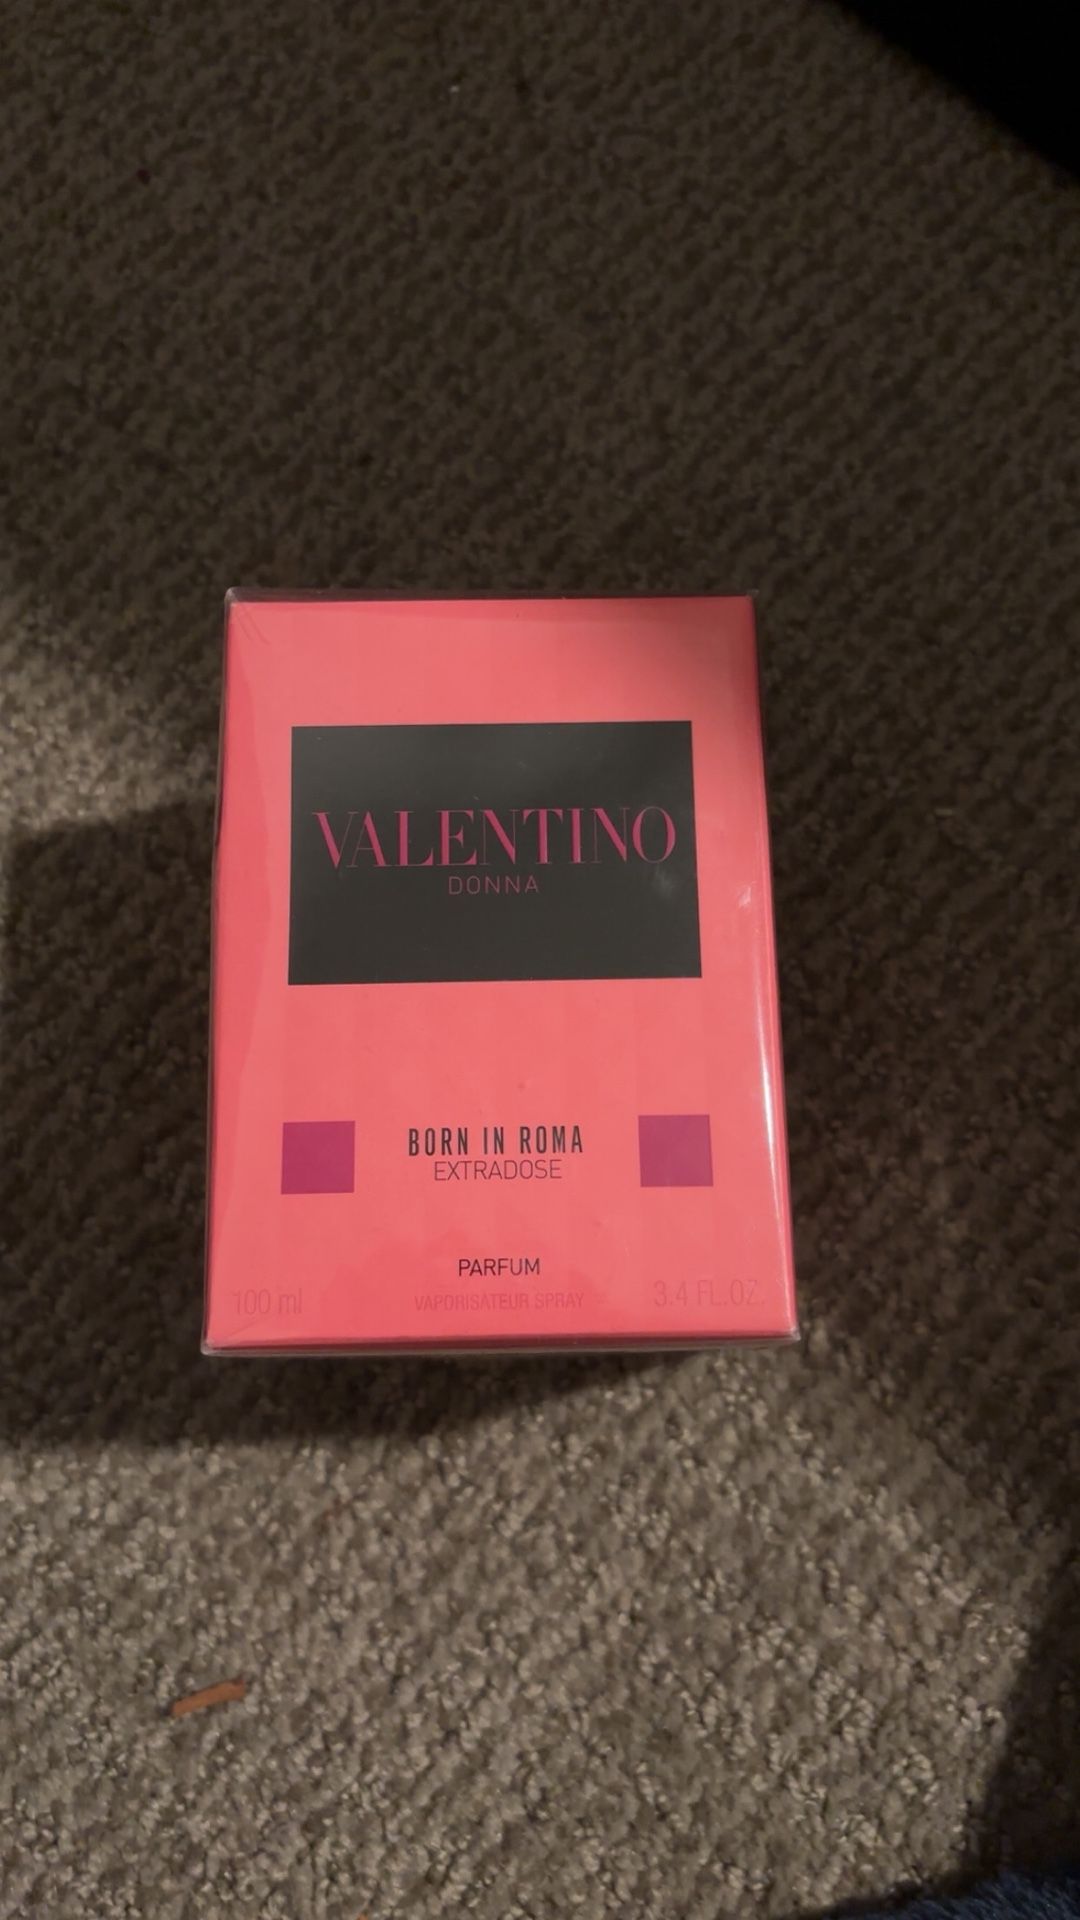 VALENTINO
DONNA
BORN IN ROMA
EXTRADOSE
PARFUM
100 ml VAPORISATEUR SPRAY 3.4 FL.OZ.